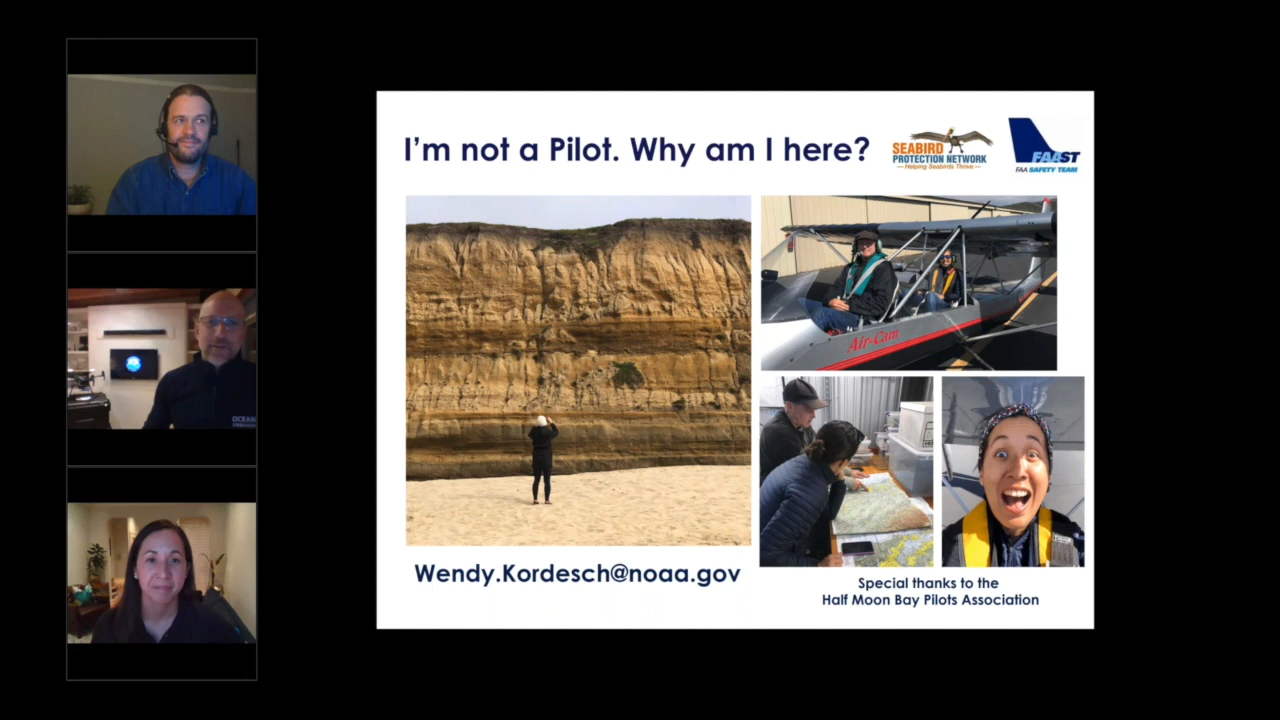 I'm not a Pilot. Why am I here?
SEABIRD
PROTECTION NETWORK
Helping Seabirds Thrive
FAAST
FAA SAFETY TEAM
Air-Cam
OCEAN
Wendy.Kordesch@noaa.gov
Special thanks to the
Half Moon Bay Pilots Association